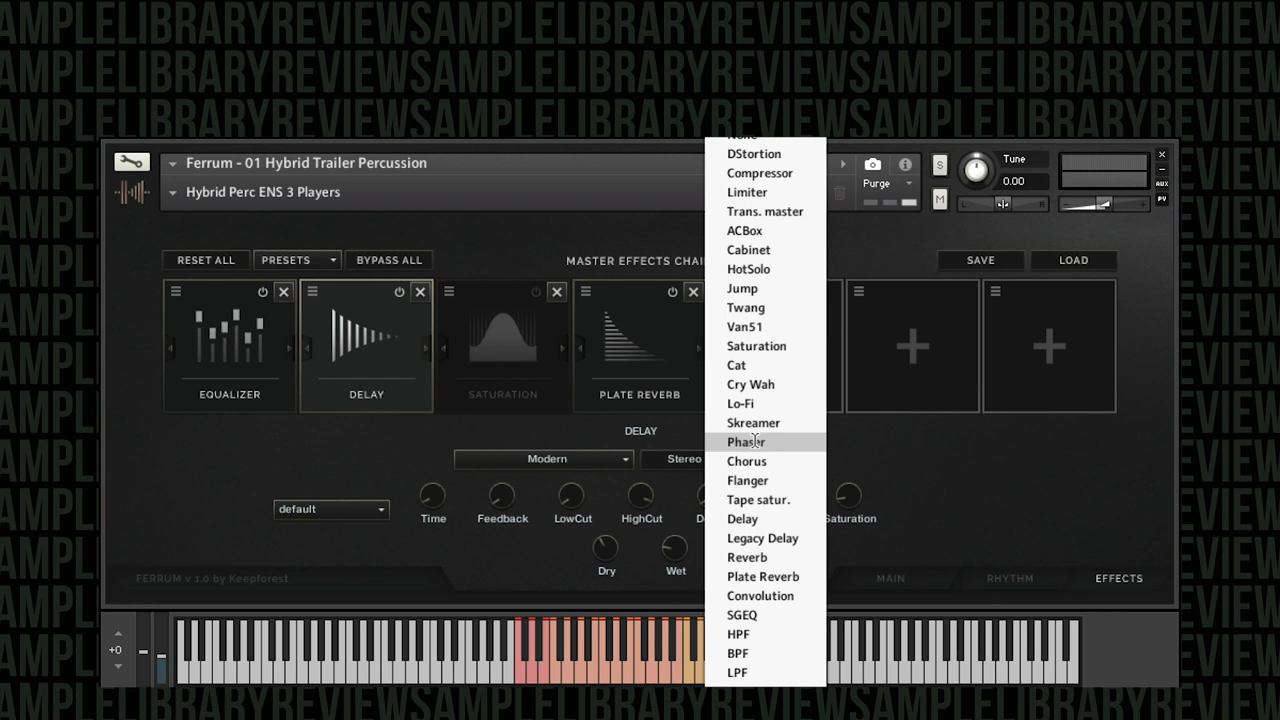 SAMPLELIBRARYREVIEWS
Ferrum - 01 Hybrid Trailer Percussion
Hybrid Perc ENS 3 Players
Purge
S
M
Tune
0.00
L
R
AUX
PV
RESET ALL
PRESETS
BYPASS ALL
MASTER EFFECTS CHAI
SAVE
LOAD
EQUALIZER
DELAY
SATURATION
PLATE REVERB
DELAY
Modern
Stereo
default
Time
Feedback
LowCut
HighCut
D
Saturation
Dry
Wet
FERRUM v 1.0 by Keepforest
MAIN
RHYTHM
EFFECTS
+0
None
DStortion
Compressor
Limiter
Trans. master
ACBox
Cabinet
HotSolo
Jump
Twang
Van51
Saturation
Cat
Cry Wah
Lo-Fi
Skreamer
Phaser
Chorus
Flanger
Tape satur.
Delay
Legacy Delay
Reverb
Plate Reverb
Convolution
SGEQ
HPF
BPF
LPF